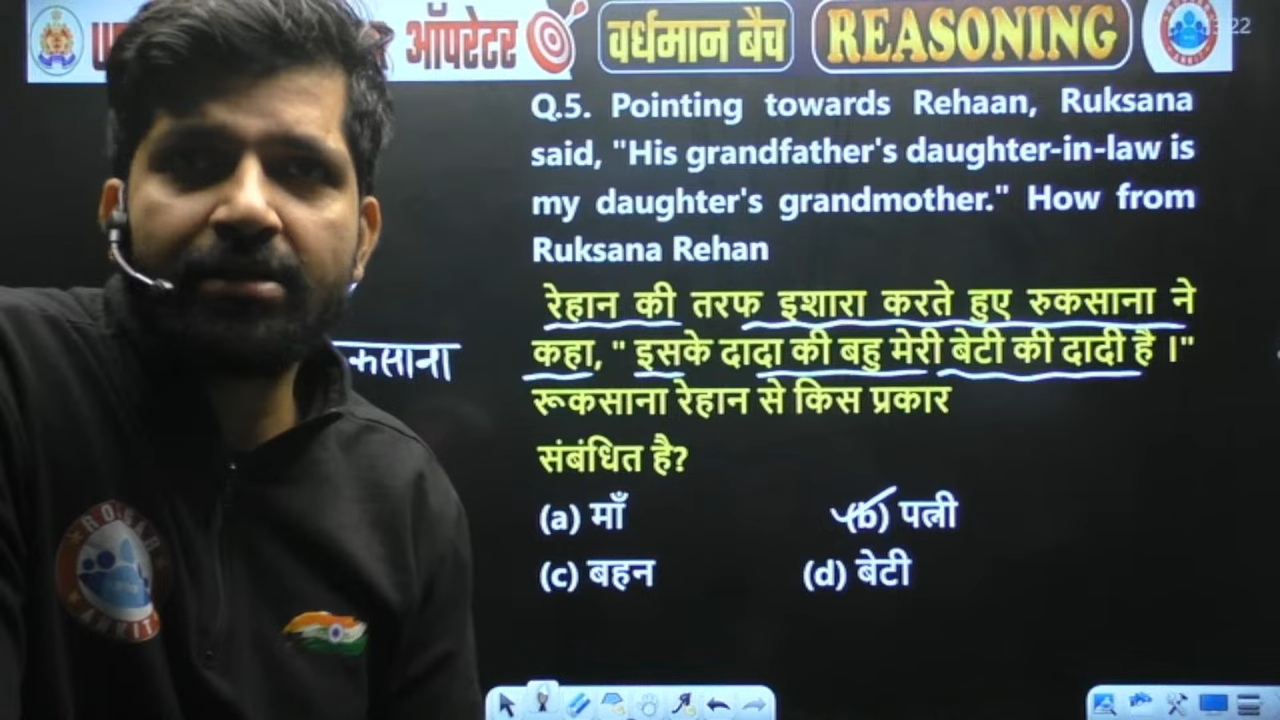 ऑपरेटर
वर्धमान बैच
REASONING
Q.5. Pointing towards Rehaan, Ruksana
said, "His grandfather's daughter-in-law is
my daughter's grandmother." How from
Ruksana Rehan
रेहान की तरफ इशारा करते हुए रुकसाना ने
कहा, " इसके दादा की बहु मेरी बेटी की दादी है ।"
रूकसाना रेहान से किस प्रकार
संबंधित है?
(a) माँ
(b) पत्नी
(c) बहन
(d) बेटी
कसाना
ANKIT